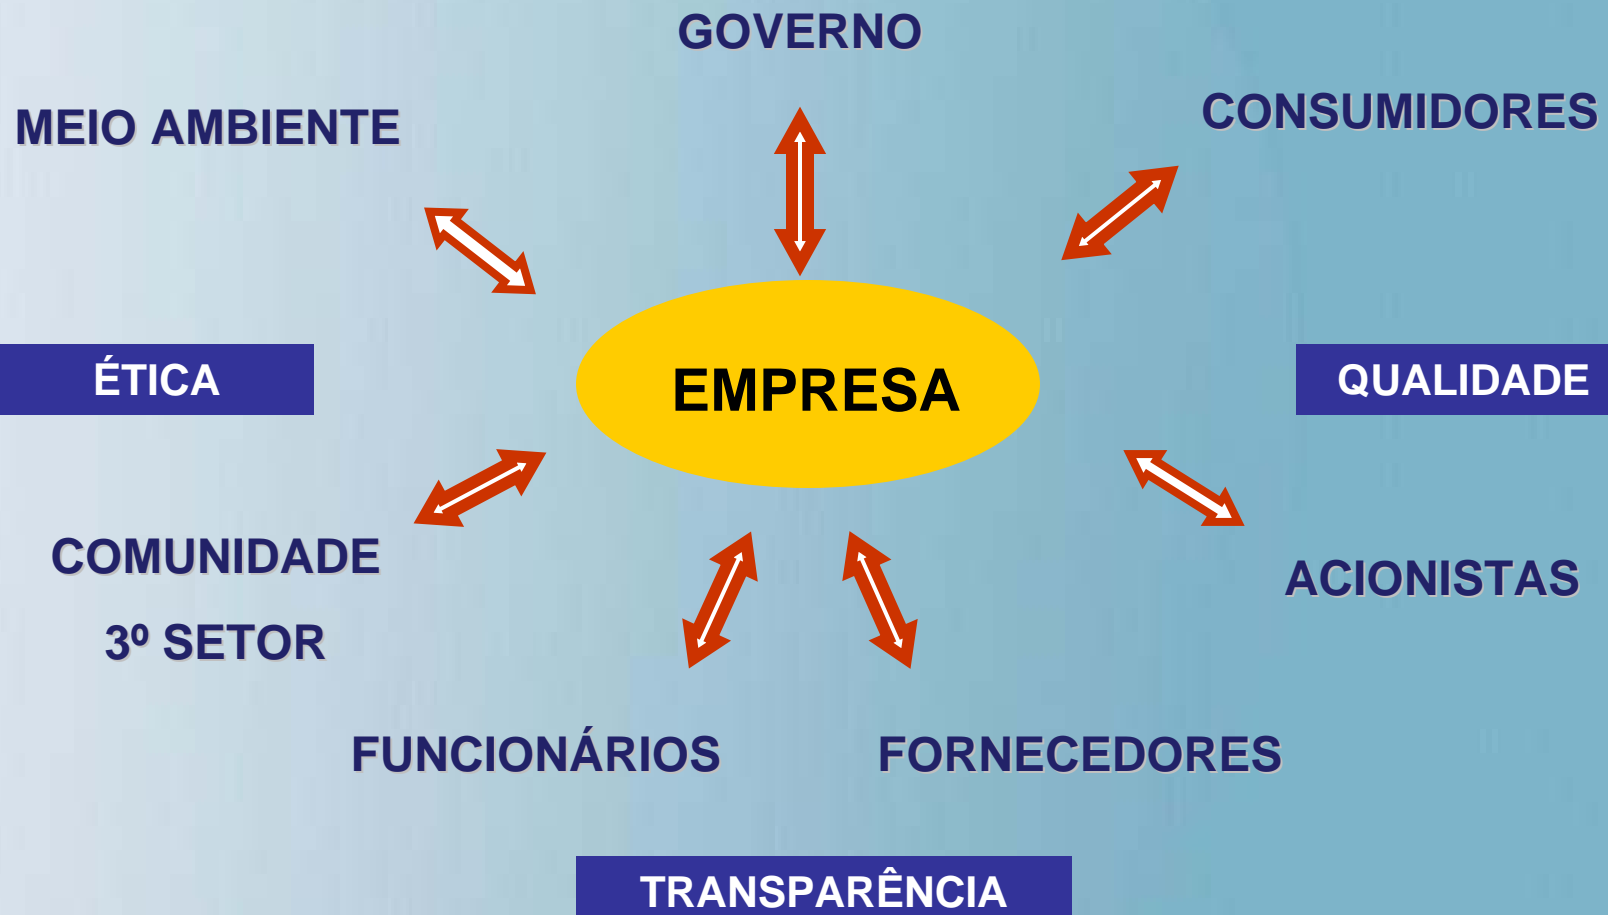 GOVERNO
MEIO AMBIENTE
CONSUMIDORES
ÉTICA
EMPRESA
QUALIDADE
COMUNIDADE
3º SETOR
ACIONISTAS
FUNCIONÁRIOS
FORNECEDORES
TRANSPARÊNCIA